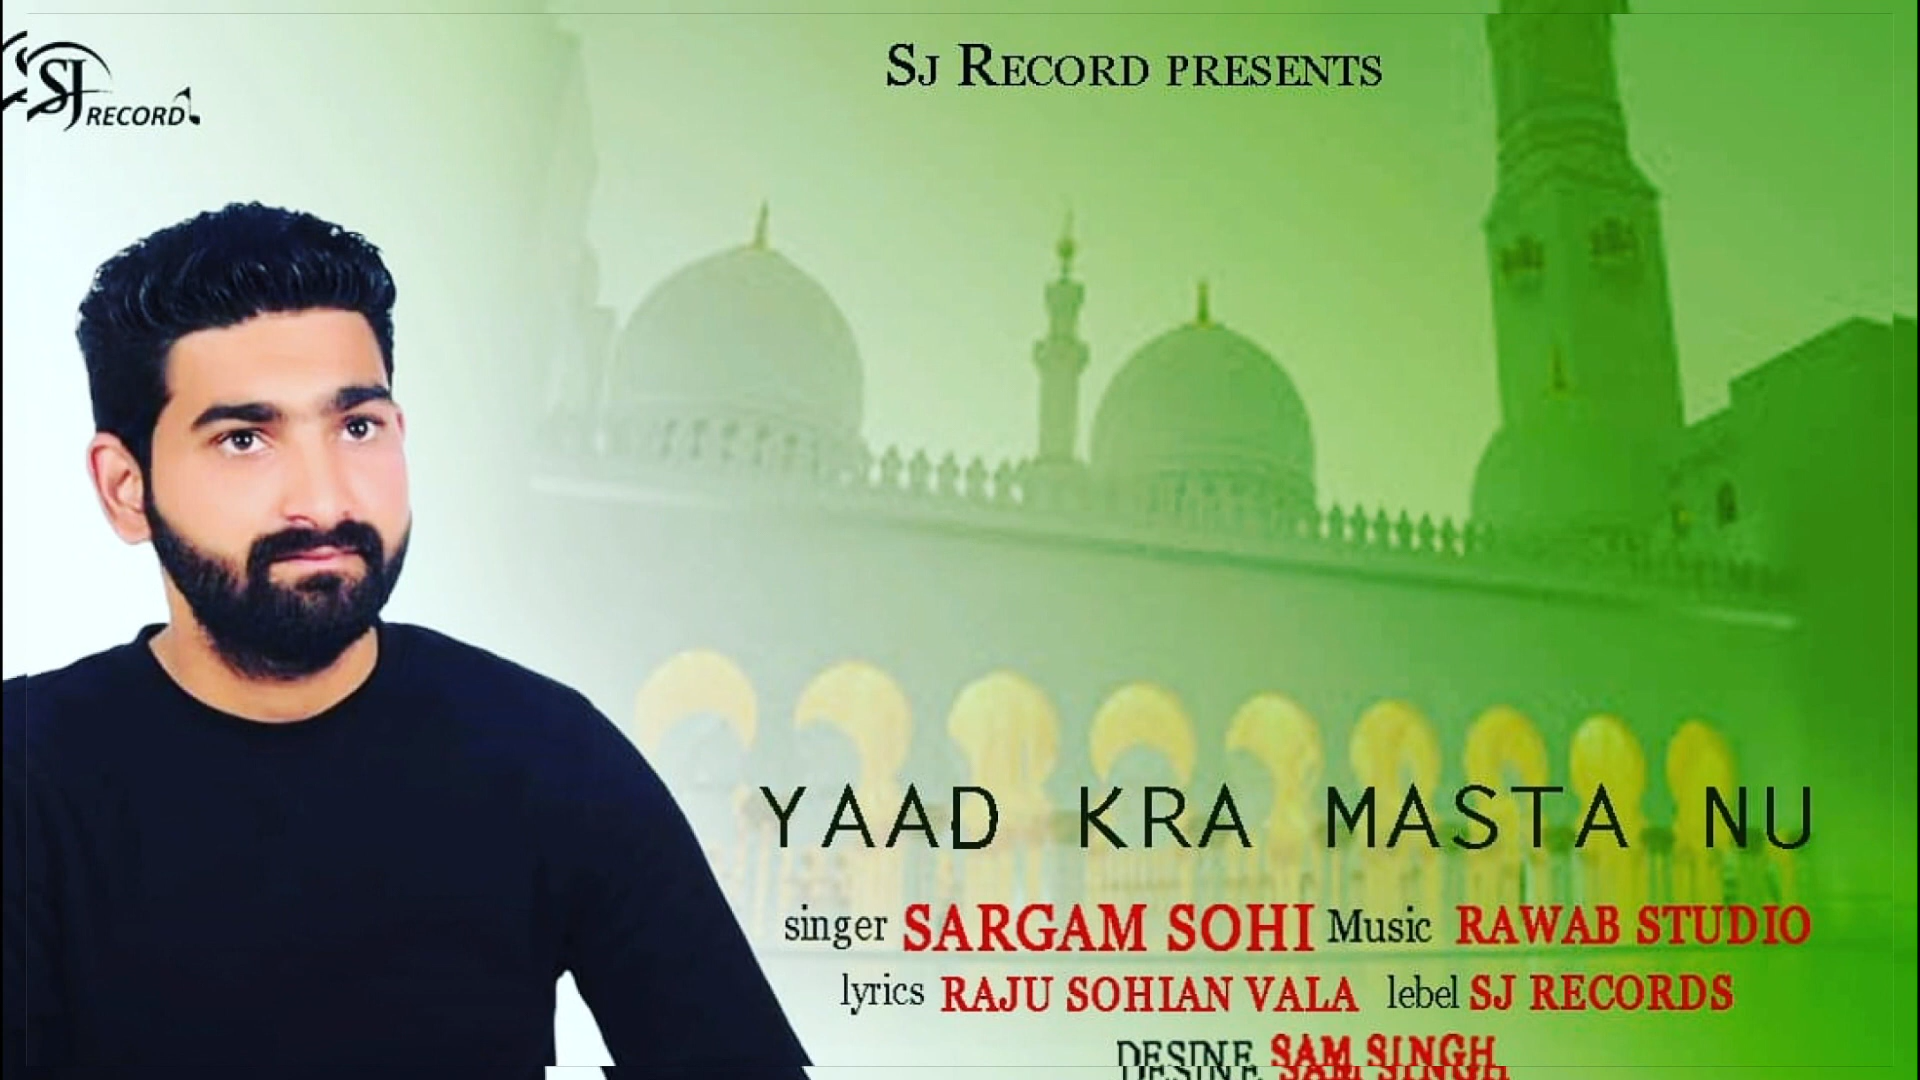 SJ RECORD
Sj Record presents
YAAD KRA MASTA NU
singer SARGAM SOHI Music RAWAB STUDIO
lyrics RAJU SOHIAN VALA lebel SJ RECORDS
DESINE SAM SINGH